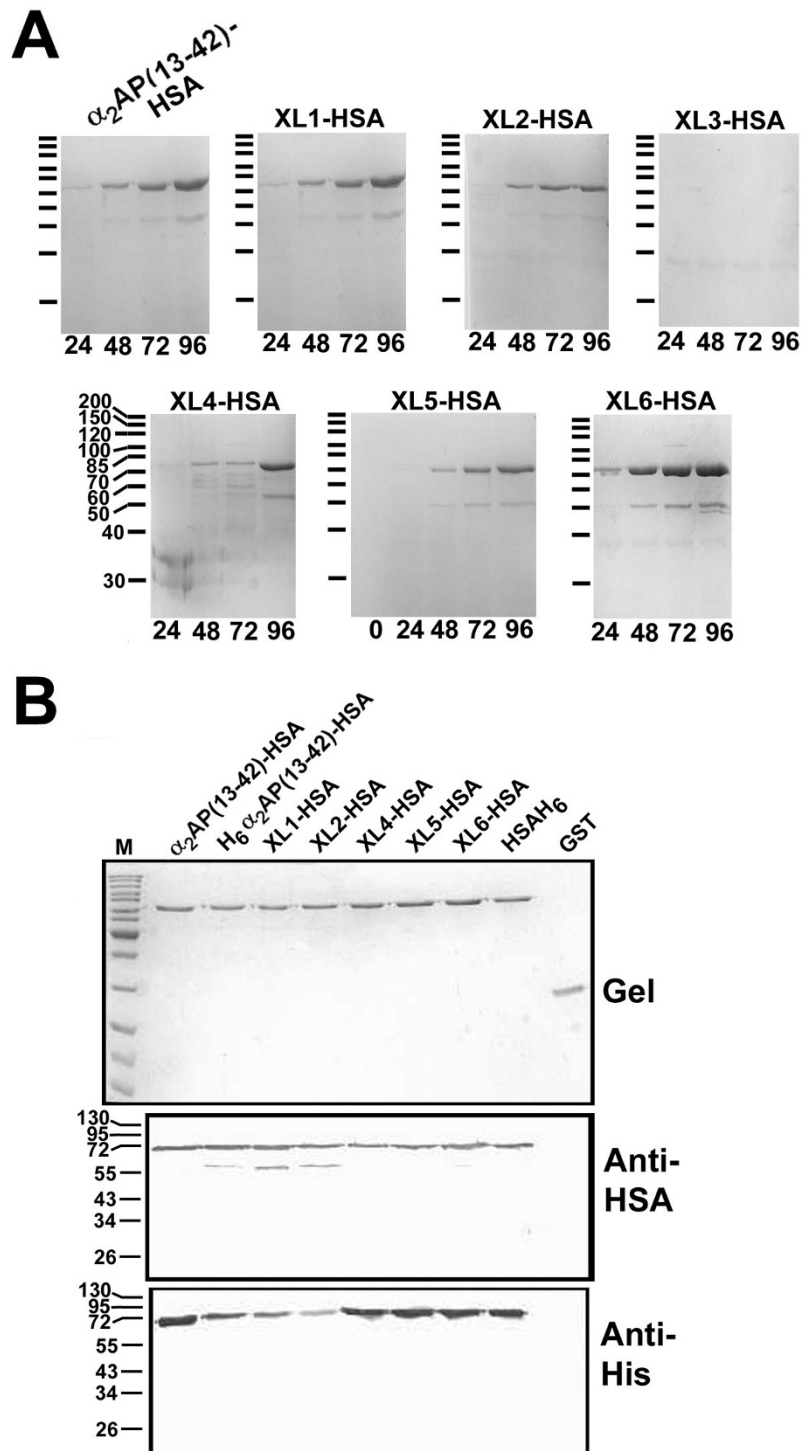 A
α₂AP(13-42)-
HSA
XL1-HSA
XL2-HSA
XL3-HSA
24 48 72 96
24 48 72 96
24 48 72 96
24 48 72 96
XL4-HSA
XL5-HSA
XL6-HSA
200
150
120
100
85
70
60
50
40
30
24 48 72 96
0 24 48 72 96
24 48 72 96
B
M
α₂AP(13-42)-HSA
H₆α₂AP(13-42)-HSA
XL1-HSA
XL2-HSA
XL4-HSA
XL5-HSA
XL6-HSA
HSAH₆
GST
Gel
130
95
72
55
43
34
26
Anti-
HSA
130
95
72
55
43
34
26
Anti-
His